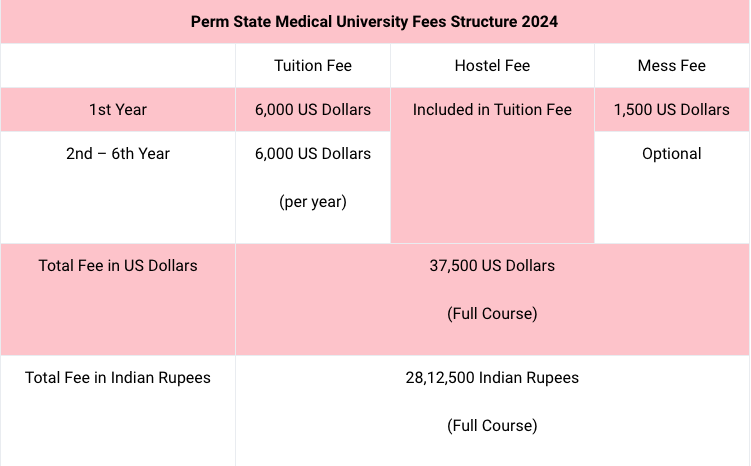 Perm State Medical University Fees Structure 2024
Tuition Fee Hostel Fee Mess Fee
1st Year 6,000 US Dollars Included in Tuition Fee 1,500 US Dollars
2nd – 6th Year 6,000 US Dollars Optional
(per year)
Total Fee in US Dollars 37,500 US Dollars
(Full Course)
Total Fee in Indian Rupees 28,12,500 Indian Rupees
(Full Course)